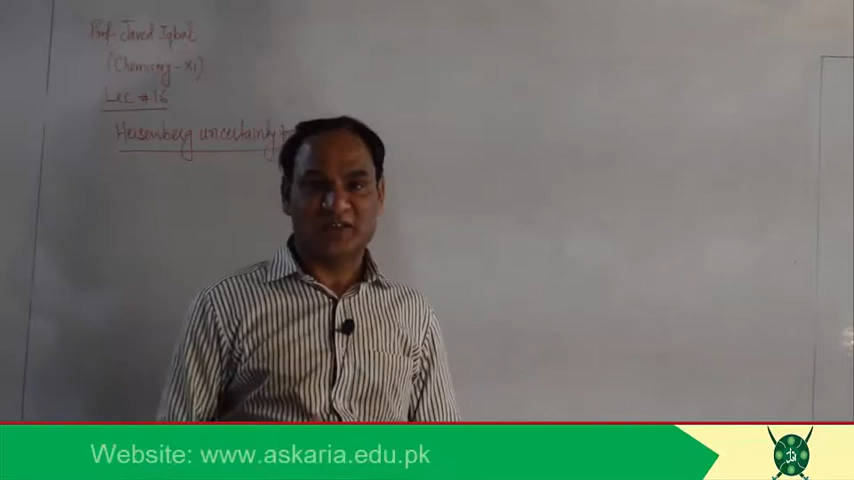 Prof. Javed Iqbal
(Chemistry-XI)
Lec # 16
Heisenberg uncertainty
Website: www.askaria.edu.pk